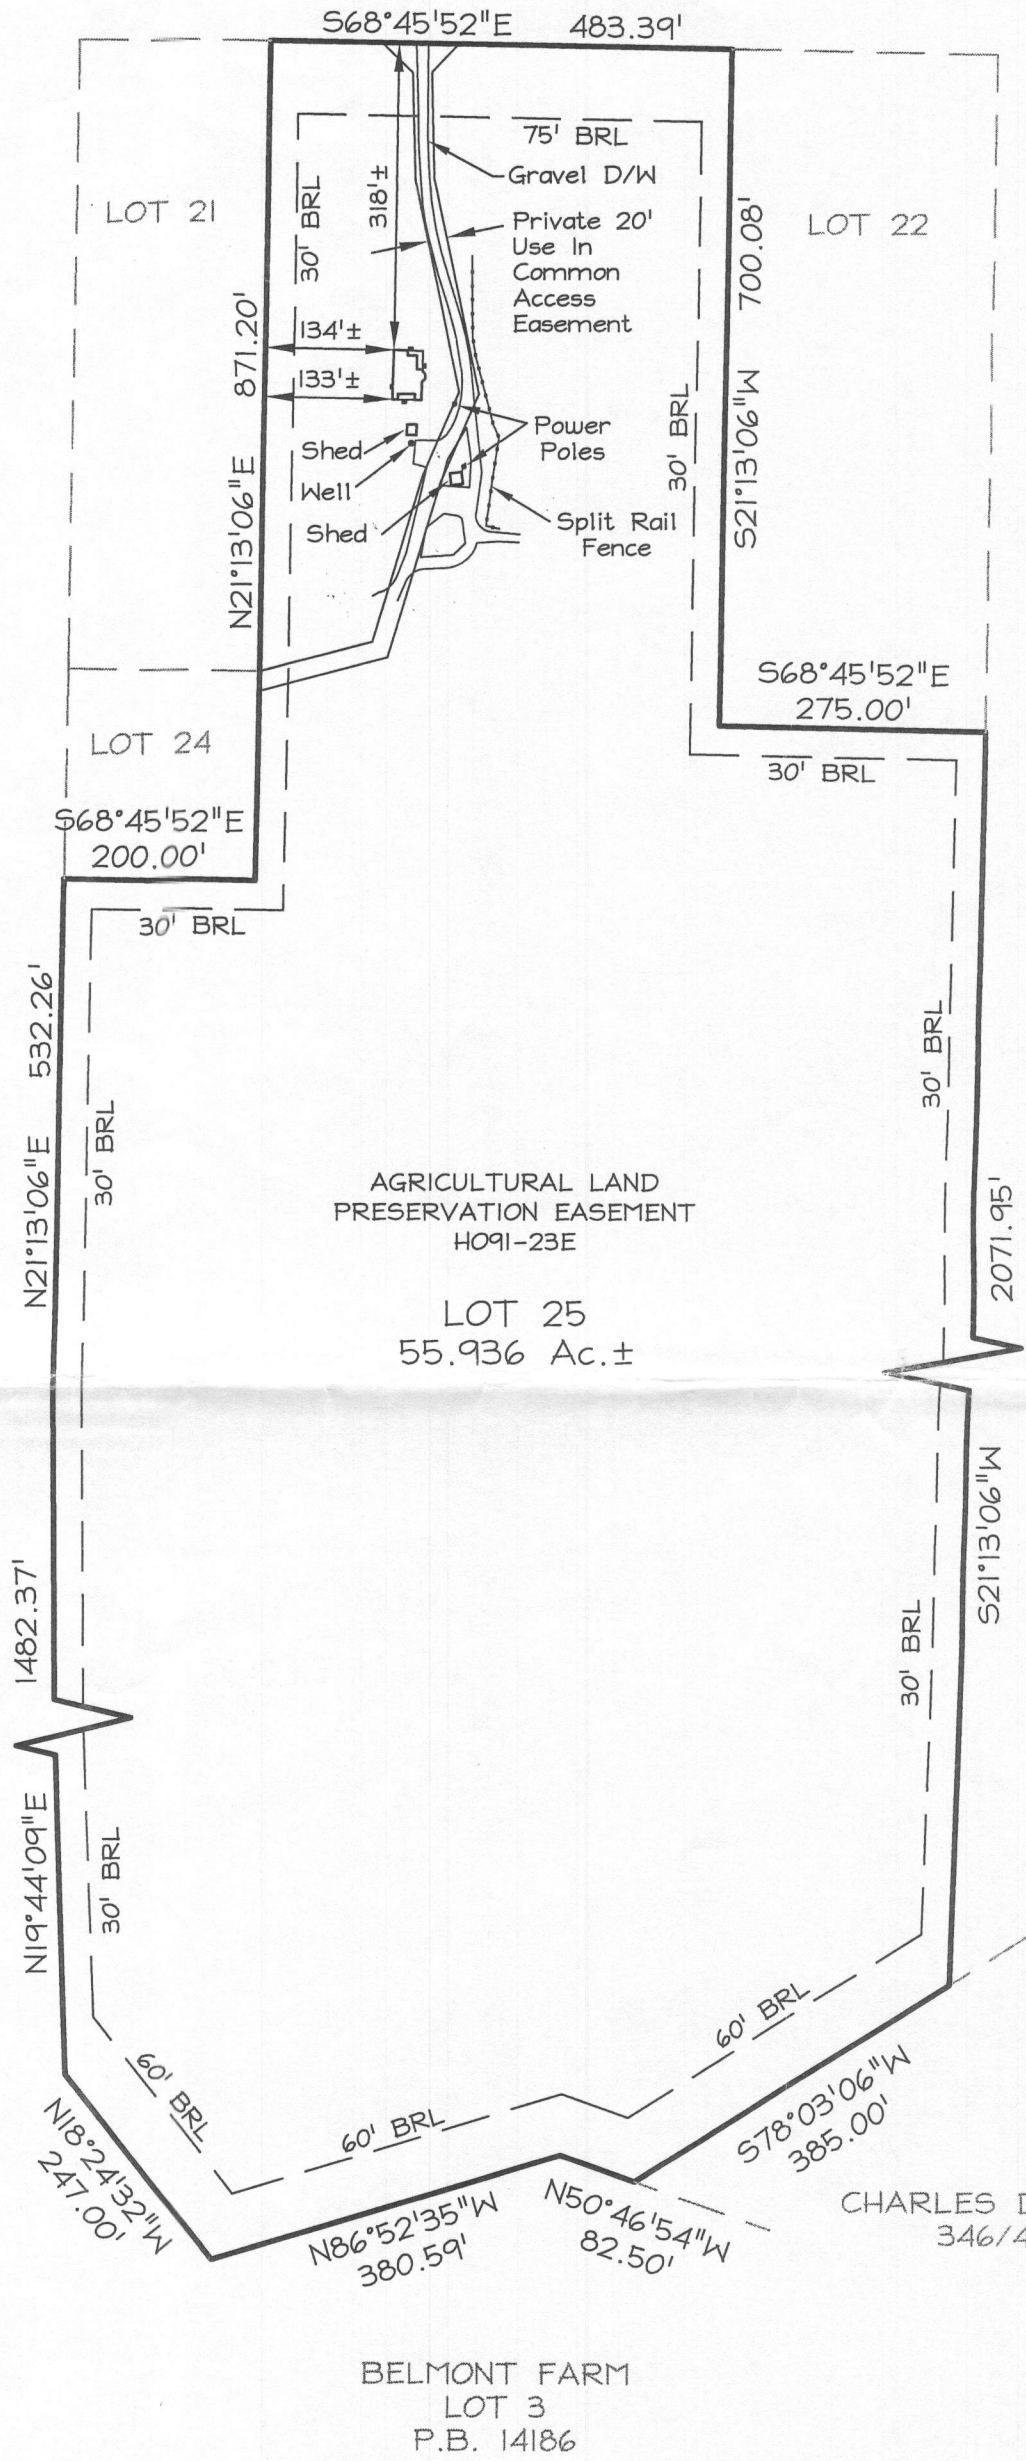 S68°45'52"E 483.39'
75' BRL
Gravel D/W
LOT 21
30' BRL
318'±
Private 20'
Use In
Common
Access
Easement
700.08'
LOT 22
871.20'
134'±
133'±
30' BRL
S21°13'06"W
Power
Poles
Shed
Well
N21°13'06"E
Shed
Split Rail
Fence
S68°45'52"E
275.00'
LOT 24
30' BRL
S68°45'52"E
200.00'
30' BRL
532.26'
30' BRL
30' BRL
N21°13'06"E
AGRICULTURAL LAND
PRESERVATION EASEMENT
HO91-23E
2071.95'
LOT 25
55.936 Ac.±
S21°13'06"W
1482.37'
30' BRL
N19°44'09"E
30' BRL
60' BRL
60' BRL
60' BRL
N18°24'32"W
247.00'
S78°03'06"W
385.00'
N86°52'35"W
380.59'
N50°46'54"W
82.50'
CHARLES
346/4
BELMONT FARM
LOT 3
P.B. 14186